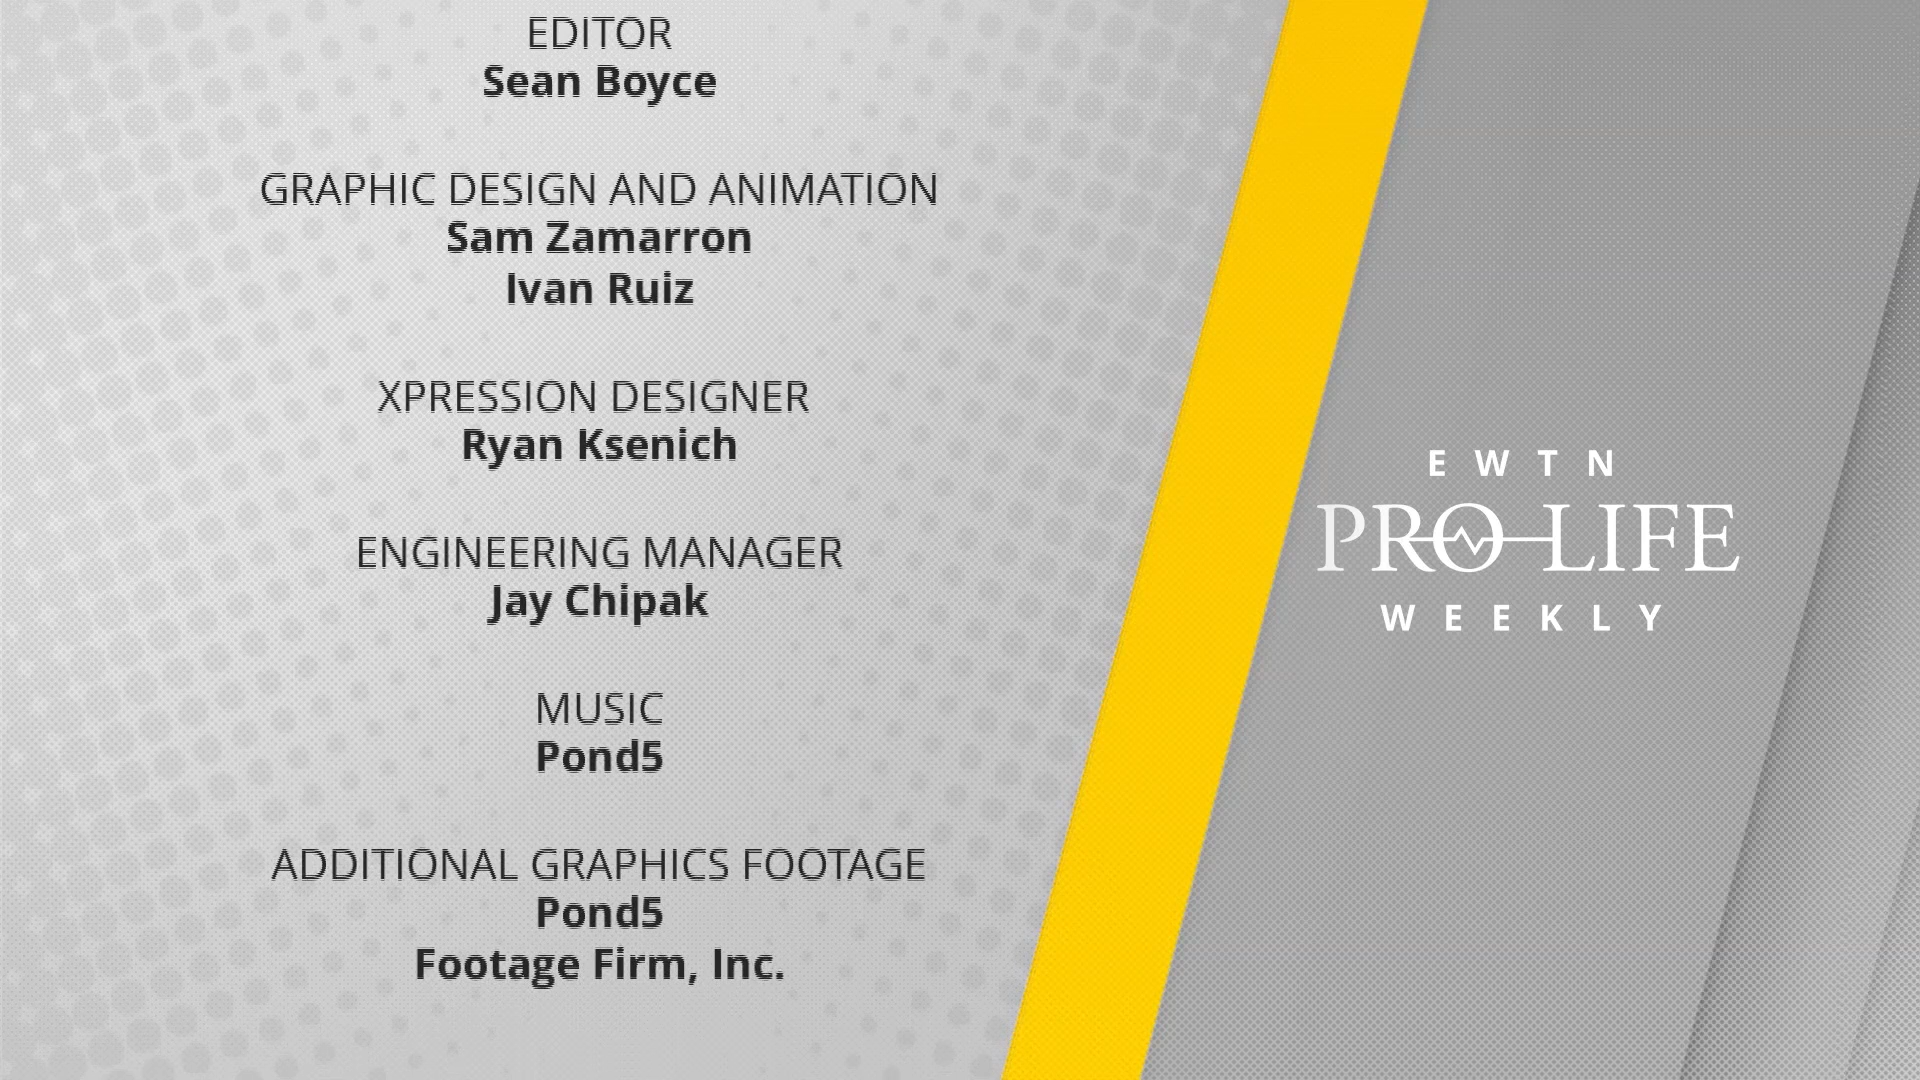 EDITOR
Sean Boyce
GRAPHIC DESIGN AND ANIMATION
Sam Zamarron
Ivan Ruiz
XPRESSION DESIGNER
Ryan Ksenich
ENGINEERING MANAGER
Jay Chipak
MUSIC
Pond5
ADDITIONAL GRAPHICS FOOTAGE
Pond5
Footage Firm, Inc.
EWTN
PRO-LIFE
WEEKLY